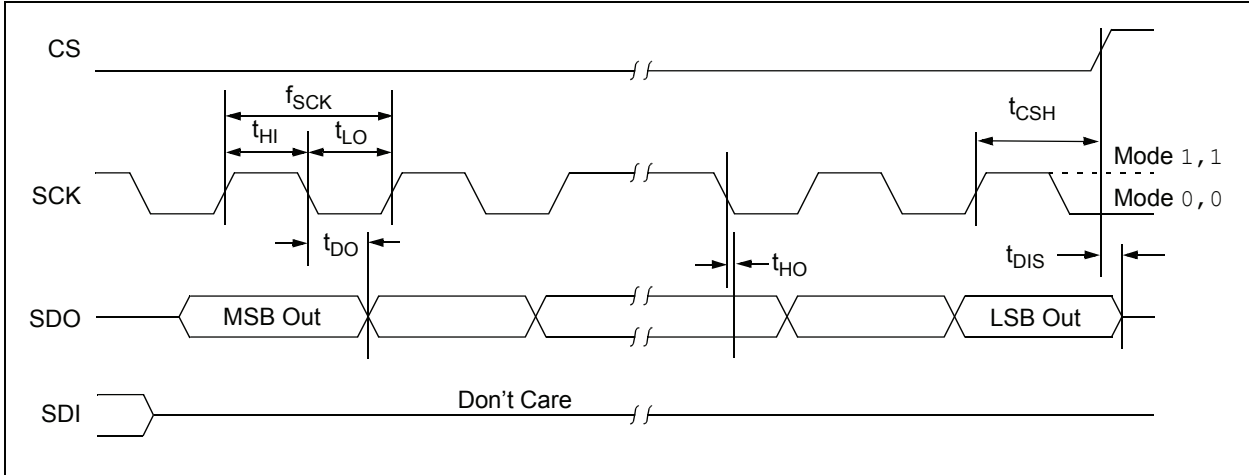 CS
fSCK
tHI
tLO
tCSH
Mode 1,1
SCK
Mode 0,0
tDO
tHO
tDIS
SDO
MSB Out
LSB Out
SDI
Don't Care